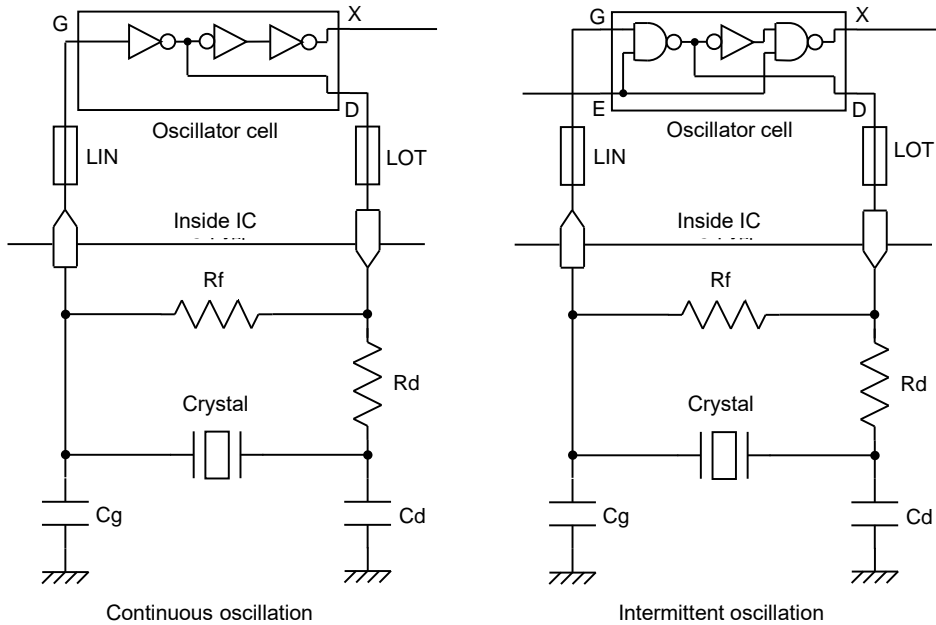 G
X
D
Oscillator cell
LIN
LOT
Inside IC
Rf
Rd
Crystal
Cg
Cd
Continuous oscillation
G
X
E
D
Oscillator cell
LIN
LOT
Inside IC
Rf
Rd
Crystal
Cg
Cd
Intermittent oscillation